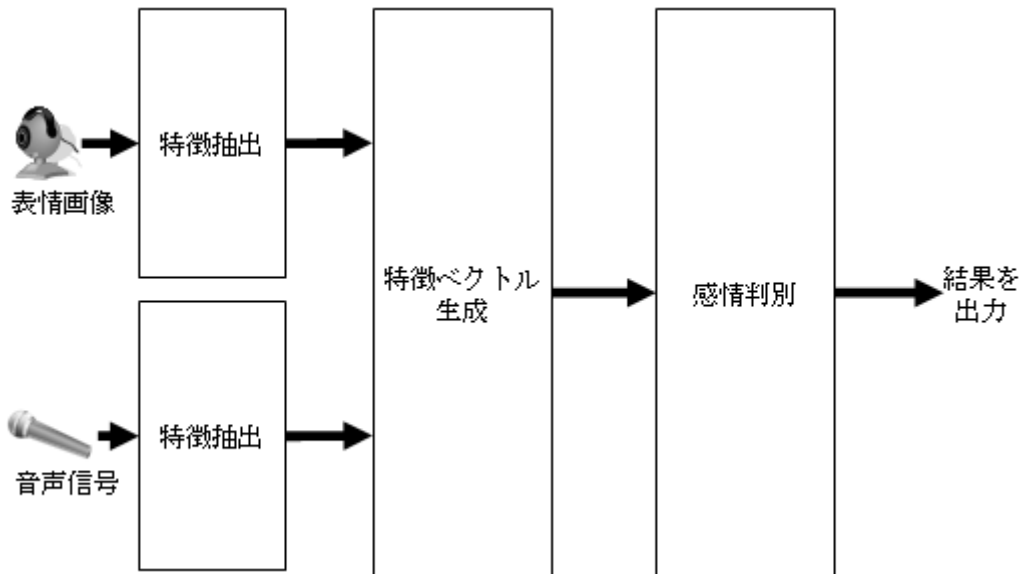 表情画像
特徴抽出
音声信号
特徴抽出
特徴ベクトル
生成
感情判別
結果を
出力